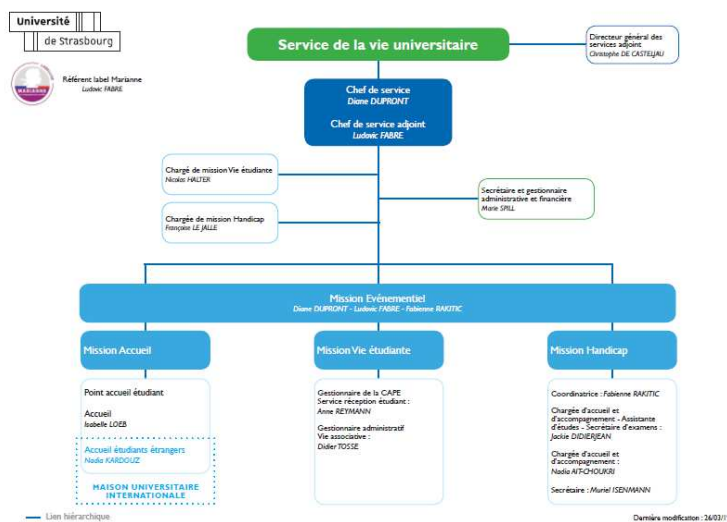 Université
de Strasbourg
MARIANNE
Référent label Marianne
Ludovic FABRE
Service de la vie universitaire
Directeur général des
services adjoint
Christophe DE CASTELJAU
Chef de service
Diane DUPRONT
Chef de service adjoint
Ludovic FABRE
Chargé de mission Vie étudiante
Nicolas HALTER
Chargée de mission Handicap
Françoise LE JALLE
Secrétaire et gestionnaire
administrative et financière
Marie SPILL
Mission Evénementiel
Diane DUPRONT - Ludovic FABRE - Fabienne RAKITIC
Mission Accueil
Point accueil étudiant
Accueil
Isabelle LOEB
Accueil étudiants étrangers
Nadia KARDOUZ
MAISON UNIVERSITAIRE
INTERNATIONALE
Mission Vie étudiante
Gestionnaire de la CAPE
Service réception étudiant :
Anne REYMANN
Gestionnaire administratif
Vie associative :
Didier TOSSE
Mission Handicap
Coordinatrice : Fabienne RAKITIC
Chargée d'accueil et
d'accompagnement - Assistante
d'études - Secrétaire d'examens :
Jackie DIDIERJEAN
Chargée d'accueil et
d'accompagnement :
Nadia AIT-CHOUKRI
Secrétaire : Muriel ISENMANN
Lien hiérarchique
Dernière modification : 26/03/1